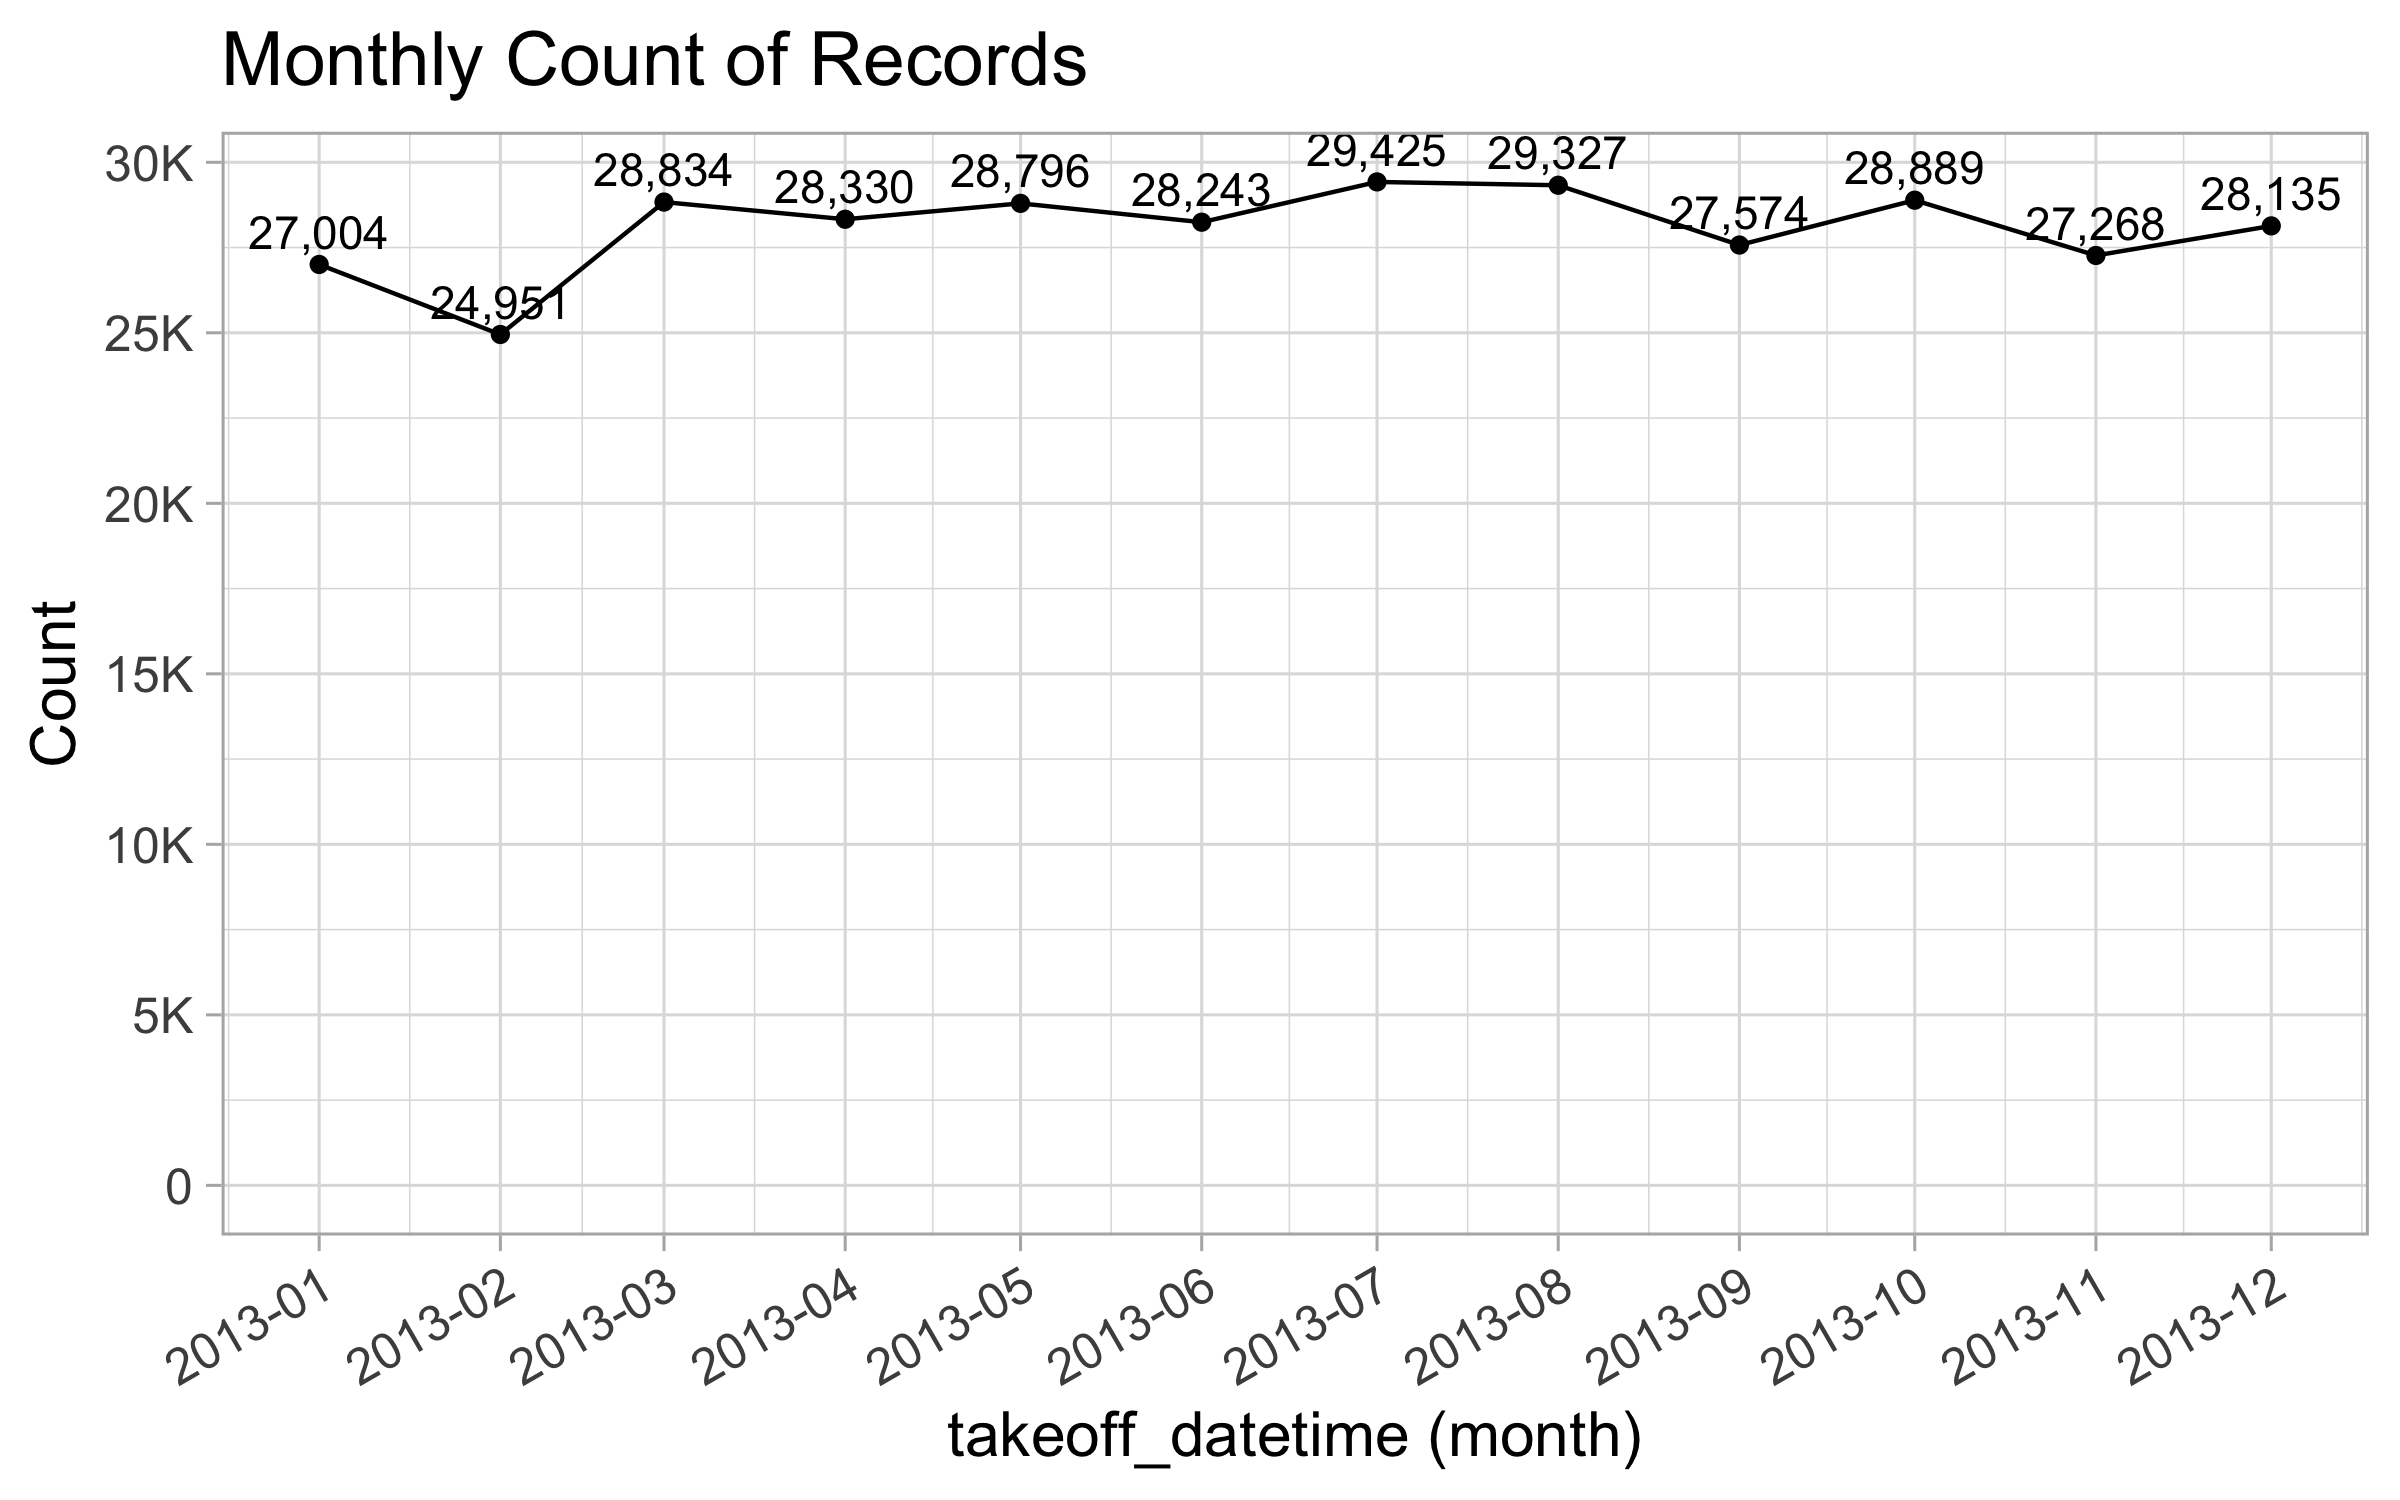 Monthly Count of Records
30K
25K
20K
15K
10K
5K
0
Count
27,004
24,951
28,834
28,330
28,796
28,243
29,425
29,327
27,574
28,889
27,268
28,135
2013-01
2013-02
2013-03
2013-04
2013-05
2013-06
2013-07
2013-08
2013-09
2013-10
2013-11
2013-12
takeoff_datetime (month)